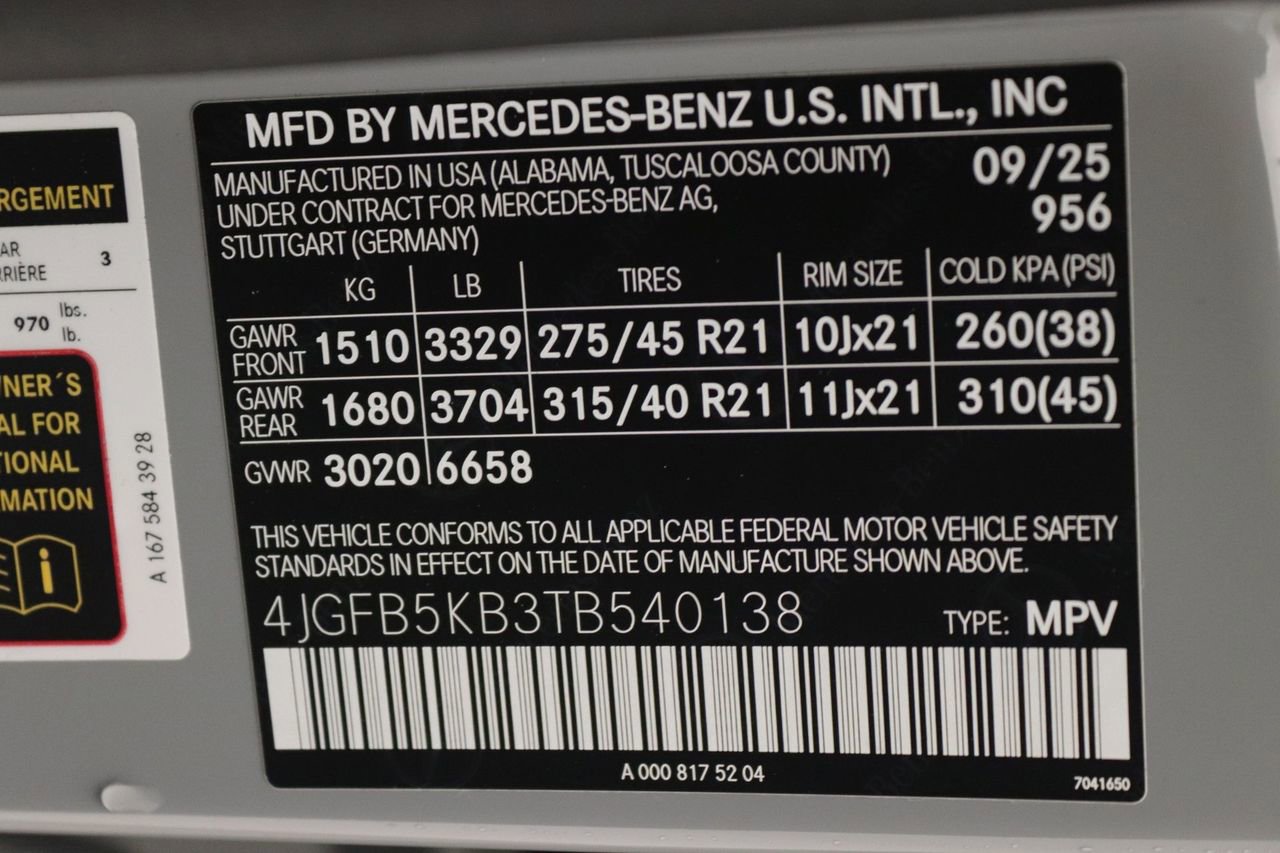 RGEMENT
AR
RIÈRE 3
970 lbs.
lb.
NER´S
AL FOR
TIONAL
MATION
A 167 584 39 28
MFD BY MERCEDES-BENZ U.S. INTL., INC
MANUFACTURED IN USA (ALABAMA, TUSCALOOSA COUNTY) 09/25
UNDER CONTRACT FOR MERCEDES-BENZ AG, 956
STUTTGART (GERMANY)
KG LB TIRES RIM SIZE COLD KPA (PSI)
GAWR FRONT 1510 3329 275/45 R21 10Jx21 260(38)
GAWR REAR 1680 3704 315/40 R21 11Jx21 310(45)
GVWR 3020 6658
THIS VEHICLE CONFORMS TO ALL APPLICABLE FEDERAL MOTOR VEHICLE SAFETY
STANDARDS IN EFFECT ON THE DATE OF MANUFACTURE SHOWN ABOVE.
4JGFB5KB3TB540138 TYPE: MPV
A 000 817 52 04
7041650